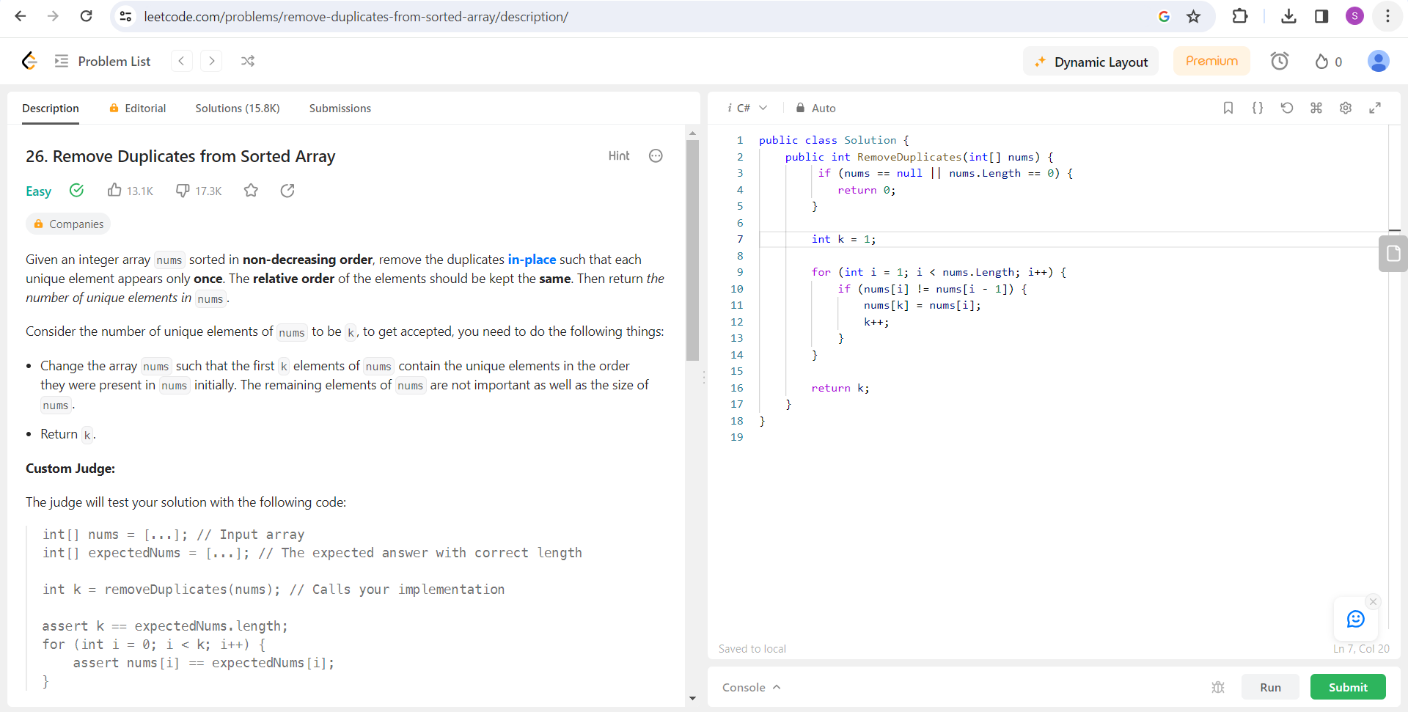 leetcode.com/problems/remove-duplicates-from-sorted-array/description/
S
Problem List
Dynamic Layout
Premium
0
Description
Editorial
Solutions (15.8K)
Submissions
26. Remove Duplicates from Sorted Array
Hint
Easy
13.1K
17.3K
Companies
Given an integer array nums sorted in non-decreasing order, remove the duplicates in-place such that each
unique element appears only once. The relative order of the elements should be kept the same. Then return the
number of unique elements in nums.
Consider the number of unique elements of nums to be k, to get accepted, you need to do the following things:
• Change the array nums such that the first k elements of nums contain the unique elements in the order
they were present in nums initially. The remaining elements of nums are not important as well as the size of
nums.
• Return k.
Custom Judge:
The judge will test your solution with the following code:
int[] nums = [...]; // Input array
int[] expectedNums = [...]; // The expected answer with correct length
int k = removeDuplicates(nums); // Calls your implementation
assert k == expectedNums.length;
for (int i = 0; i < k; i++) {
    assert nums[i] == expectedNums[i];
}
i C#
Auto
{}
1 public class Solution {
2     public int RemoveDuplicates(int[] nums) {
3          if (nums == null || nums.Length == 0) {
4             return 0;
5         }
6
7         int k = 1;
8
9         for (int i = 1; i < nums.Length; i++) {
10             if (nums[i] != nums[i - 1]) {
11                 nums[k] = nums[i];
12                 k++;
13             }
14         }
15
16         return k;
17     }
18 }
19
Saved to local
Ln 7, Col 20
Console
Run
Submit